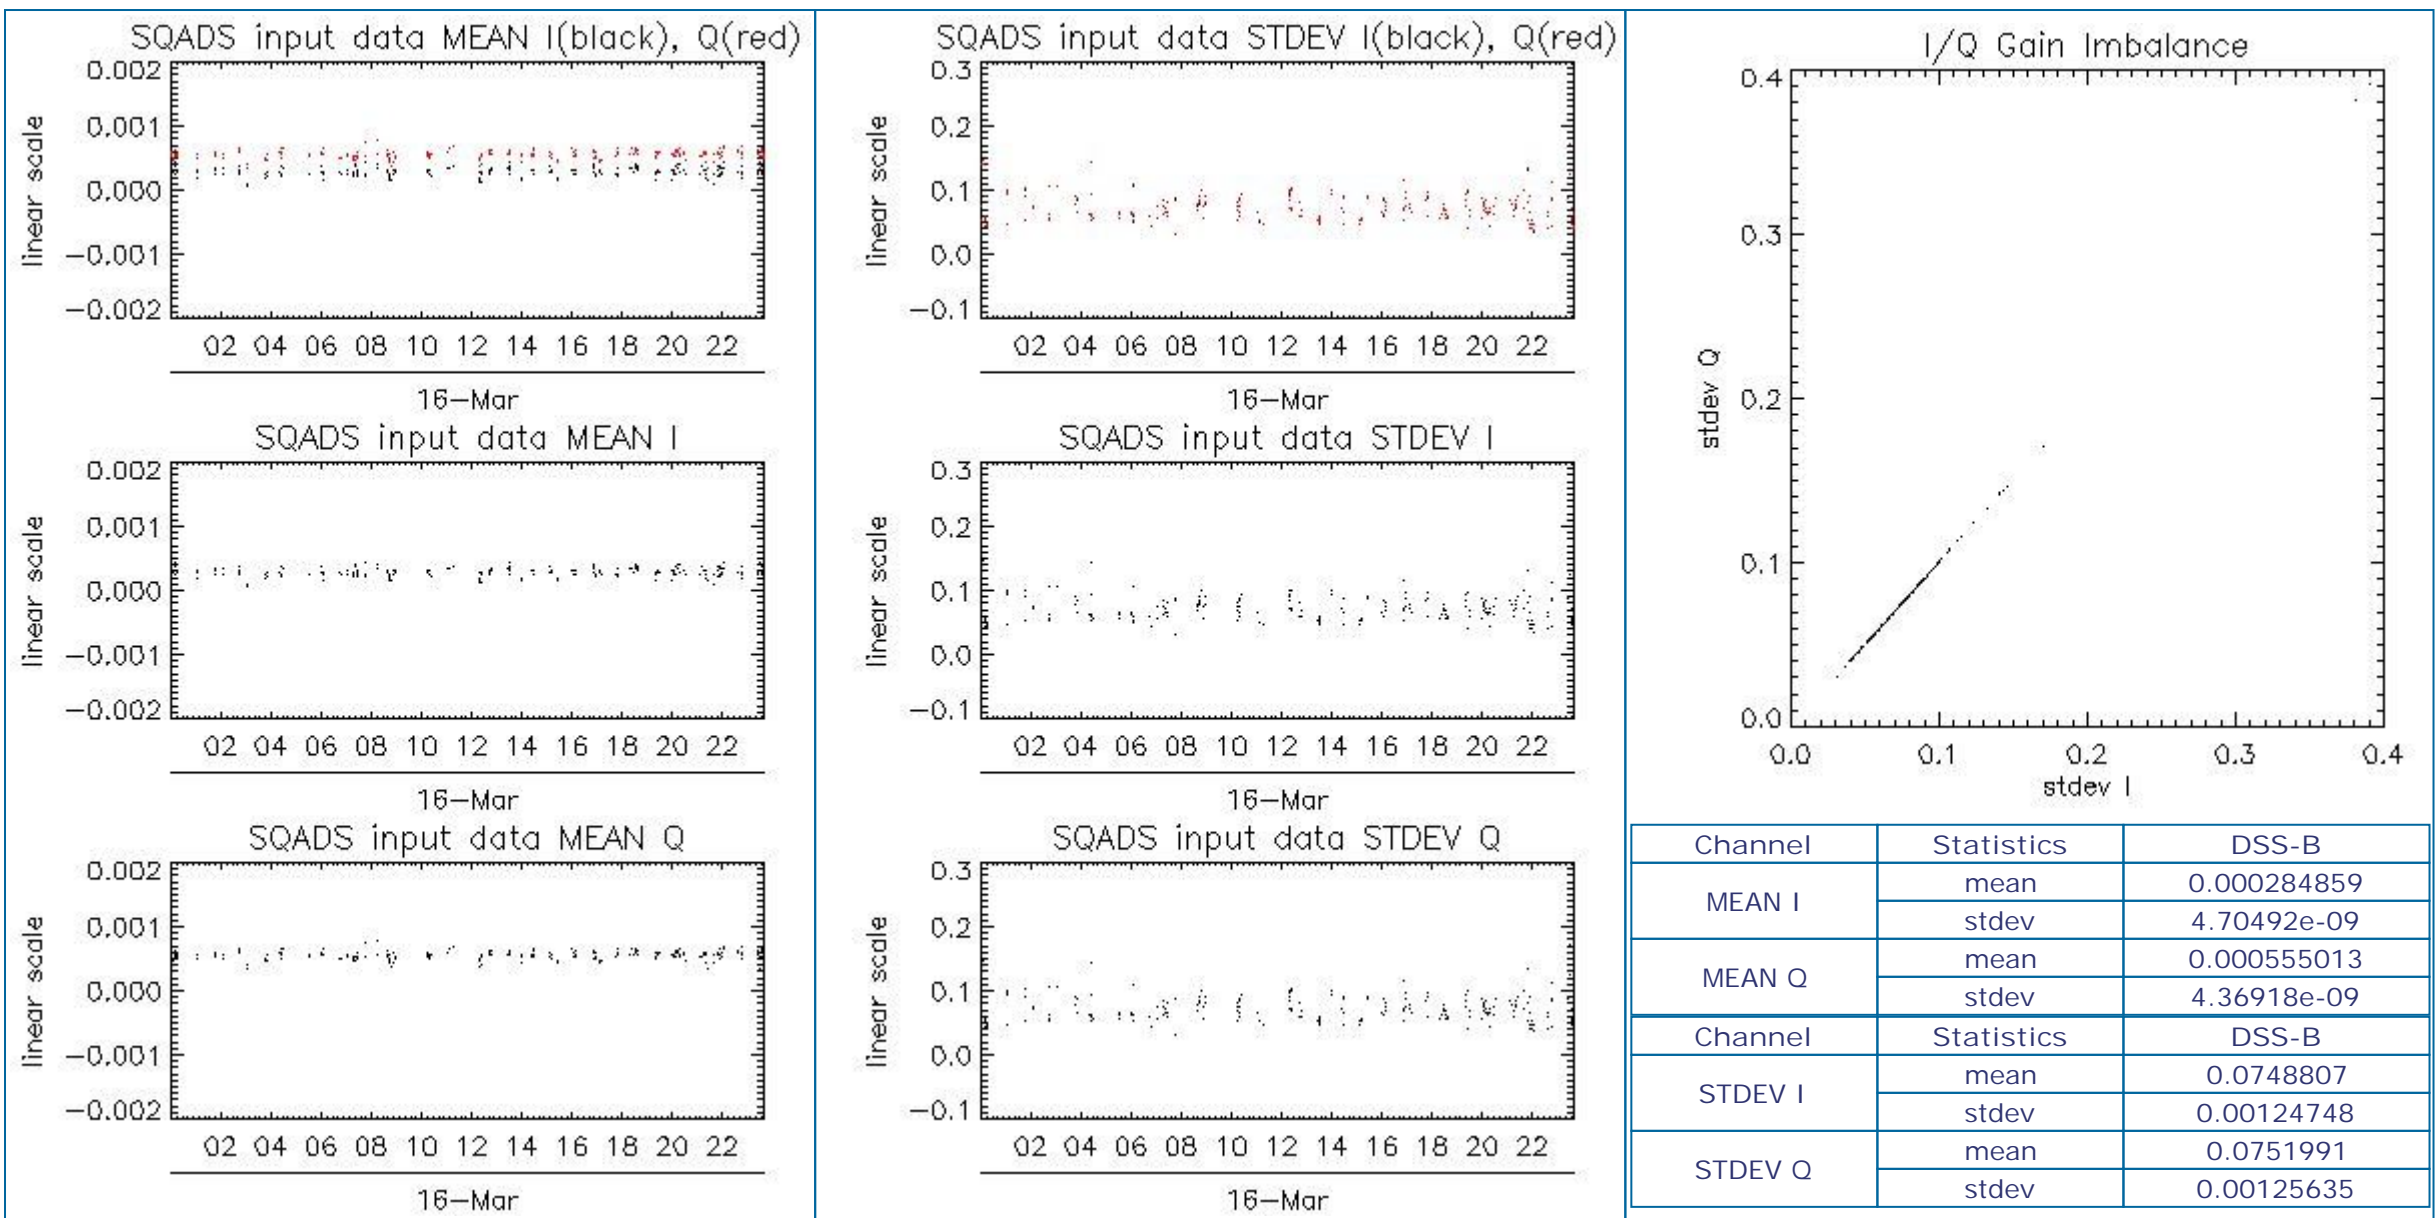 SQADS input data MEAN I(black), Q(red)
linear scale
0.002
0.001
0.000
−0.001
−0.002
02 04 06 08 10 12 14 16 18 20 22
16−Mar
SQADS input data MEAN I
linear scale
0.002
0.001
0.000
−0.001
−0.002
02 04 06 08 10 12 14 16 18 20 22
16−Mar
SQADS input data MEAN Q
linear scale
0.002
0.001
0.000
−0.001
−0.002
02 04 06 08 10 12 14 16 18 20 22
16−Mar
SQADS input data STDEV I(black), Q(red)
linear scale
0.3
0.2
0.1
0.0
−0.1
02 04 06 08 10 12 14 16 18 20 22
16−Mar
SQADS input data STDEV I
linear scale
0.3
0.2
0.1
0.0
−0.1
02 04 06 08 10 12 14 16 18 20 22
16−Mar
SQADS input data STDEV Q
linear scale
0.3
0.2
0.1
0.0
−0.1
02 04 06 08 10 12 14 16 18 20 22
16−Mar
I/Q Gain Imbalance
stdev Q
0.4
0.3
0.2
0.1
0.0
0.0 0.1 0.2 0.3 0.4
stdev I
Channel Statistics DSS-B
MEAN I mean 0.000284859
stdev 4.70492e-09
MEAN Q mean 0.000555013
stdev 4.36918e-09
Channel Statistics DSS-B
STDEV I mean 0.0748807
stdev 0.00124748
STDEV Q mean 0.0751991
stdev 0.00125635